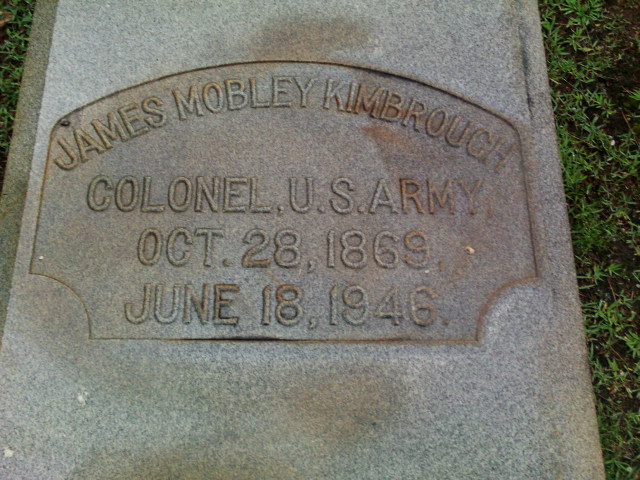 JAMES MOBLEY KIMBROUGH
COLONEL, U.S. ARMY,
OCT. 28, 1869.
JUNE 18, 1946.